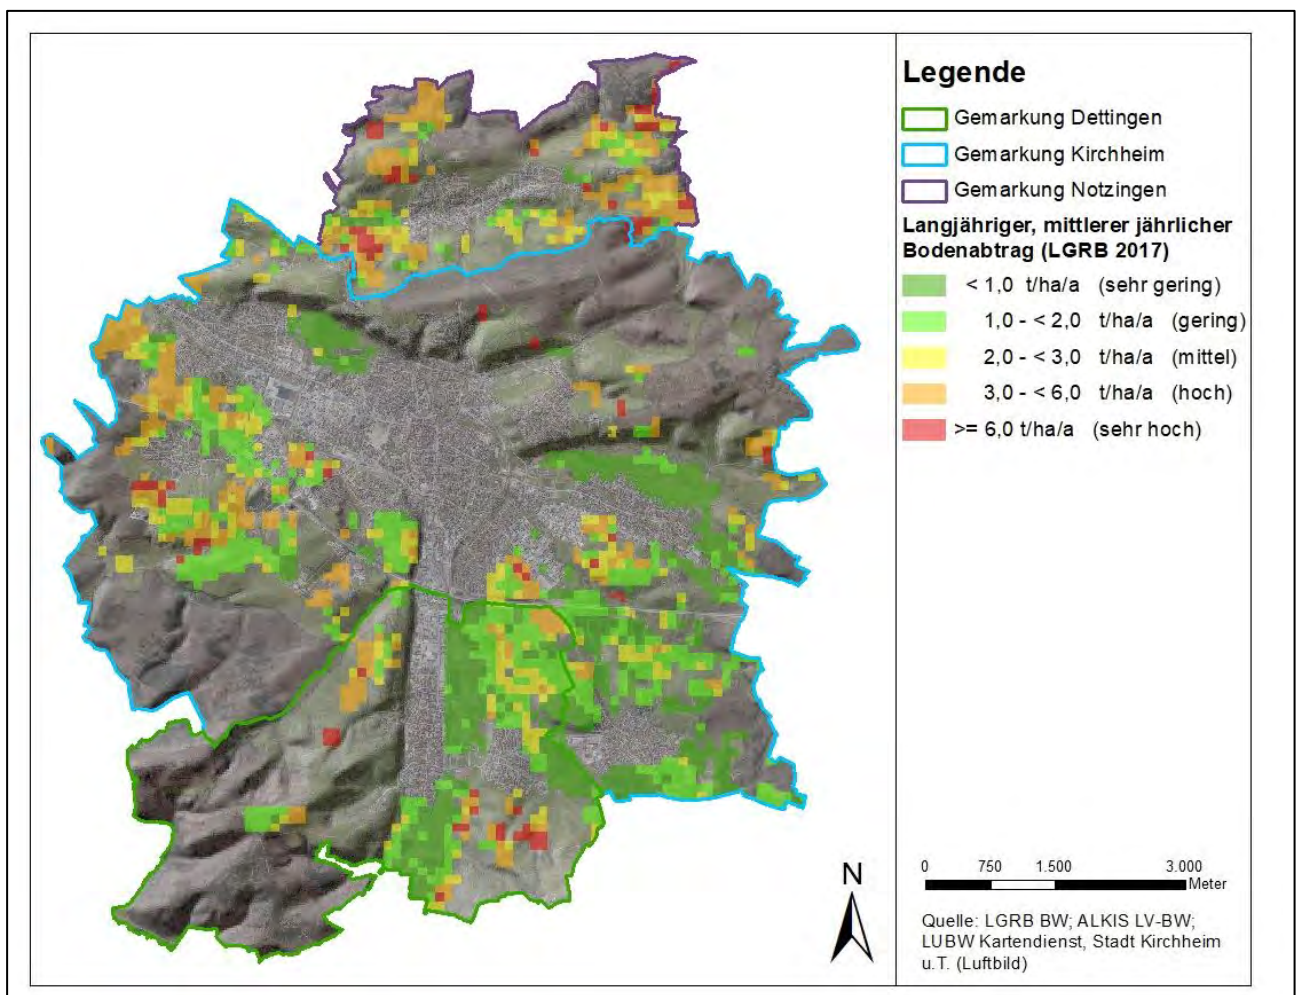 Legende
Gemarkung Dettingen
Gemarkung Kirchheim
Gemarkung Notzingen
Langjähriger, mittlerer jährlicher
Bodenabtrag (LGRB 2017)
< 1,0 t/ha/a (sehr gering)
1,0 - < 2,0 t/ha/a (gering)
2,0 - < 3,0 t/ha/a (mittel)
3,0 - < 6,0 t/ha/a (hoch)
>= 6,0 t/ha/a (sehr hoch)
N
0 750 1.500 3.000
Meter
Quelle: LGRB BW; ALKIS LV-BW;
LUBW Kartendienst, Stadt Kirchheim
u.T. (Luftbild)